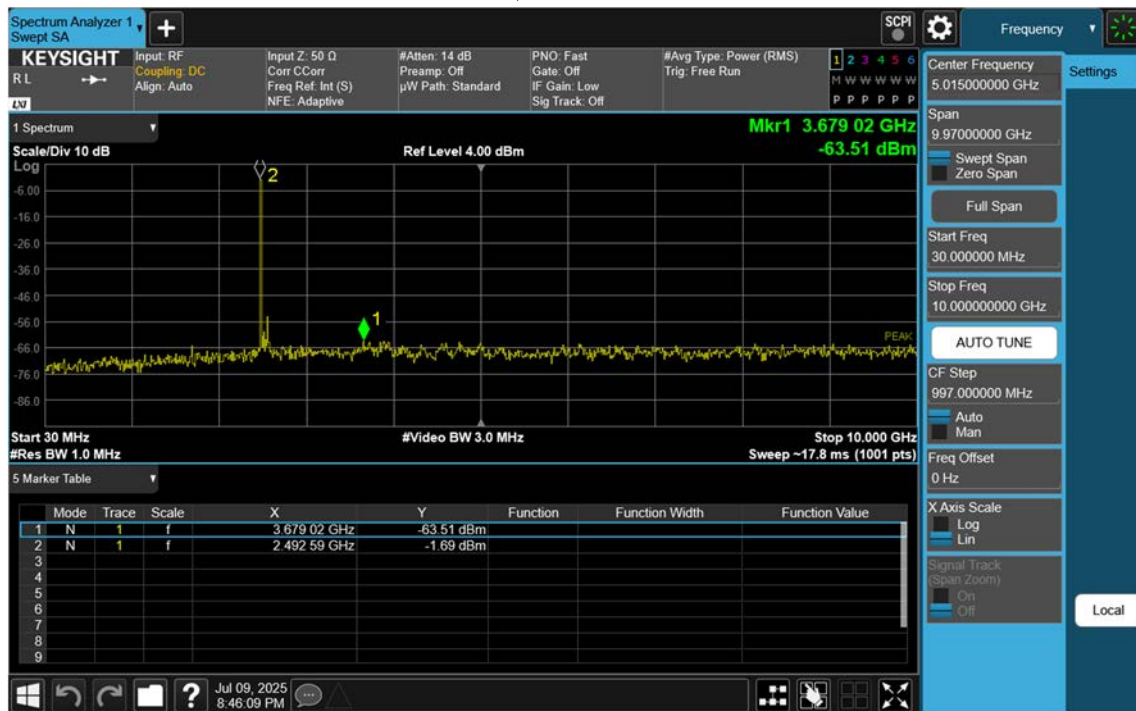 Spectrum Analyzer 1
Swept SA
SCPI
Frequency
KEYSIGHT
R L
LXI
Input: RF
Coupling: DC
Align: Auto
Input Z: 50 Ω
Corr CCorr
Freq Ref: Int (S)
NFE: Adaptive
#Atten: 14 dB
Preamp: Off
µW Path: Standard
PNO: Fast
Gate: Off
IF Gain: Low
Sig Track: Off
#Avg Type: Power (RMS)
Trig: Free Run
1 2 3 4 5 6
M W W W W W
P P P P P P
1 Spectrum
Scale/Div 10 dB
Ref Level 4.00 dBm
Mkr1 3.679 02 GHz
-63.51 dBm
Log
-6.00
-16.0
-26.0
-36.0
-46.0
-56.0
-66.0
-76.0
-86.0
2
1
PEAK
Start 30 MHz
#Video BW 3.0 MHz
Stop 10.000 GHz
#Res BW 1.0 MHz
Sweep ~17.8 ms (1001 pts)
5 Marker Table
Mode Trace Scale X Y Function Function Width Function Value
1 N 1 f 3.679 02 GHz -63.51 dBm
2 N 1 f 2.492 59 GHz -1.69 dBm
3
4
5
6
7
8
9
Center Frequency
5.015000000 GHz
Settings
Span
9.97000000 GHz
Swept Span
Zero Span
Full Span
Start Freq
30.000000 MHz
Stop Freq
10.000000000 GHz
AUTO TUNE
CF Step
997.000000 MHz
Auto
Man
Freq Offset
0 Hz
X Axis Scale
Log
Lin
Signal Track
(Span Zoom)
On
Off
Local
?
Jul 09, 2025
8:46:09 PM